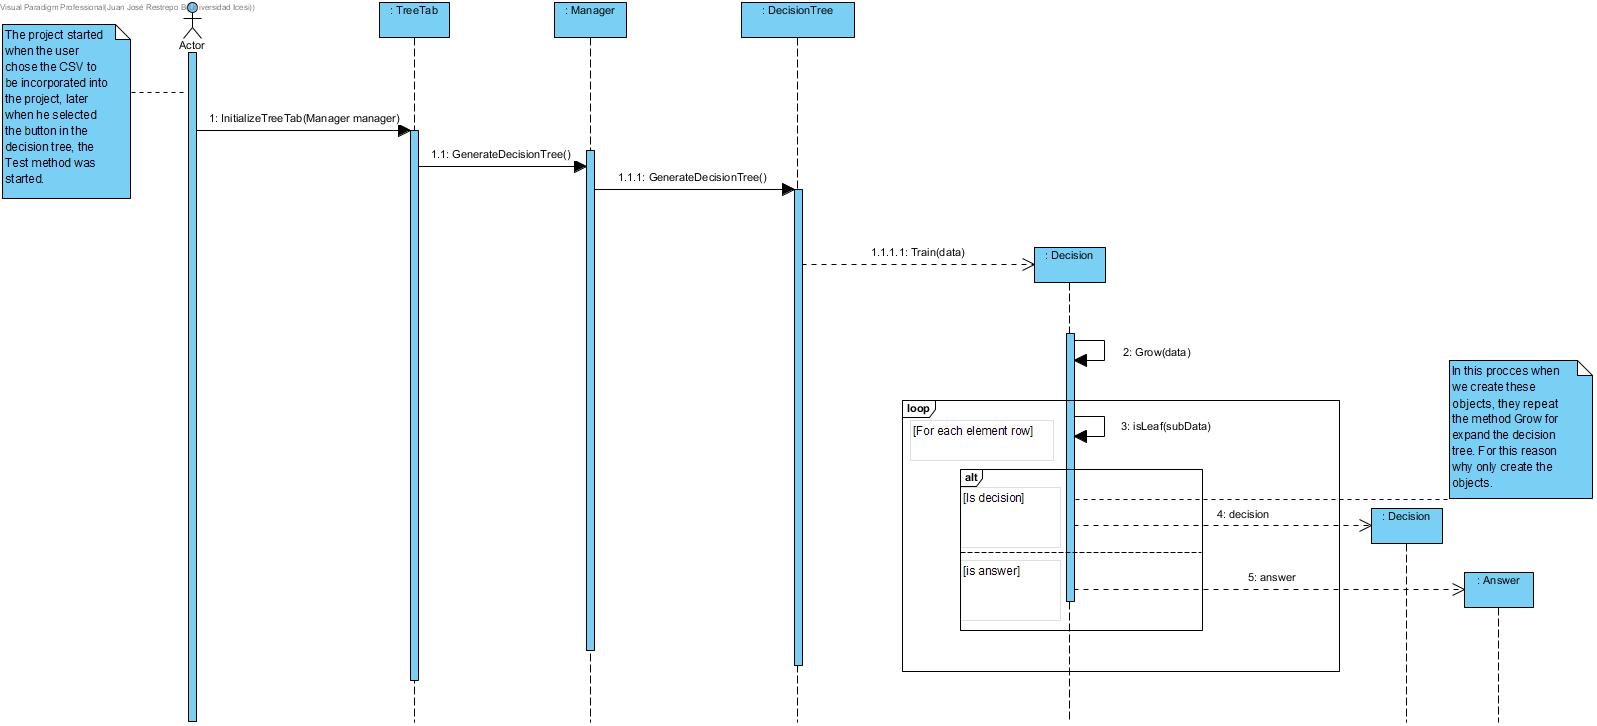 Visual Paradigm Professional(Juan José Restrepo B(Universidad Icesi))
The project started
when the user
chose the CSV to
be incorporated into
the project, later
when he selected
the button in the
decision tree, the
Test method was
started.
Actor
: TreeTab
: Manager
: DecisionTree
1: InitializeTreeTab(Manager manager)
1.1: GenerateDecisionTree()
1.1.1: GenerateDecisionTree()
1.1.1.1: Train(data)
: Decision
2: Grow(data)
loop
[For each element row]
3: isLeaf(subData)
In this procces when
we create these
objects, they repeat
the method Grow for
expand the decision
tree. For this reason
why only create the
objects.
alt
[Is decision]
4: decision
: Decision
[is answer]
5: answer
: Answer